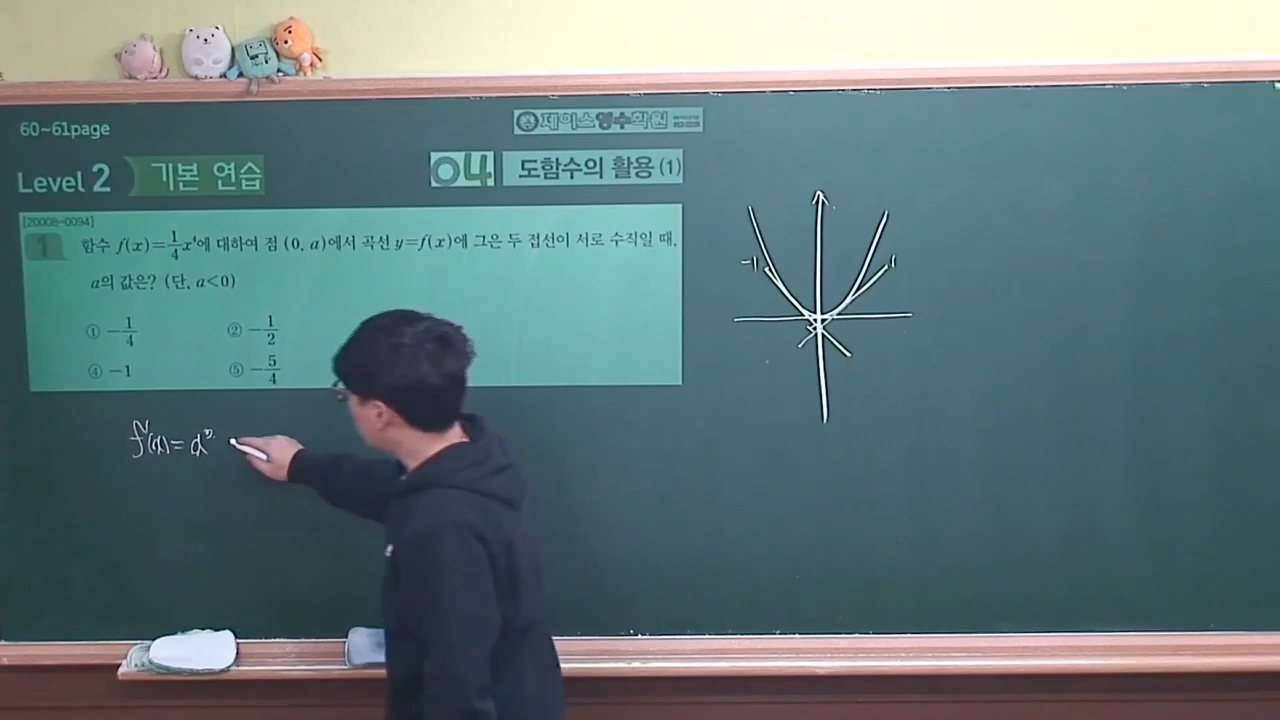 60~61page
제이스영수학원
Level 2 기본 연습
04 도함수의 활용(1)
[20008-0094]
1 함수 f(x)=1/4x⁴에 대하여 점 (0, a)에서 곡선 y=f(x)에 그은 두 접선이 서로 수직일 때,
a의 값은? (단, a<0)
① -1/4 ② -1/2
④ -1 ⑤ -5/4
-1 1
f'(x)=x³